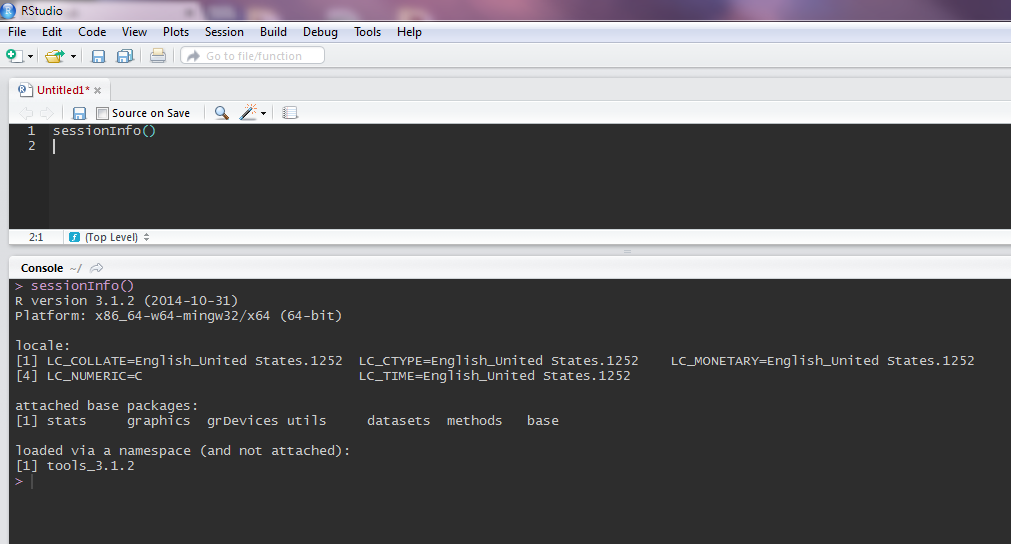 RStudio
File Edit Code View Plots Session Build Debug Tools Help
Go to file/function
Untitled1*
Source on Save
1 sessionInfo()
2
2:1 (Top Level)
Console ~/
> sessionInfo()
R version 3.1.2 (2014-10-31)
Platform: x86_64-w64-mingw32/x64 (64-bit)
locale:
[1] LC_COLLATE=English_United States.1252 LC_CTYPE=English_United States.1252 LC_MONETARY=English_United States.1252
[4] LC_NUMERIC=C LC_TIME=English_United States.1252
attached base packages:
[1] stats graphics grDevices utils datasets methods base
loaded via a namespace (and not attached):
[1] tools_3.1.2
>